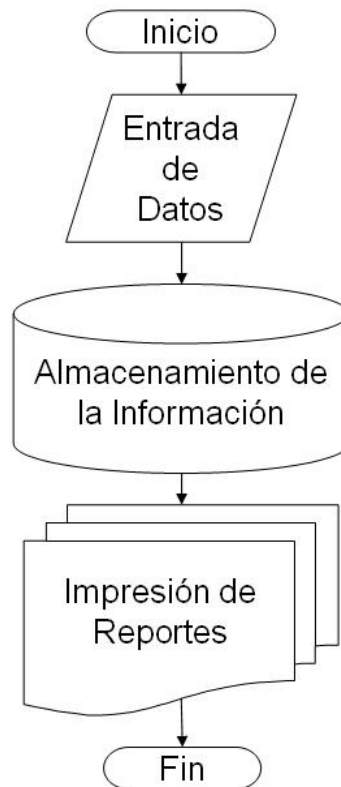 Inicio
Entrada
de
Datos
Almacenamiento de
la Información
Impresión de
Reportes
Fin